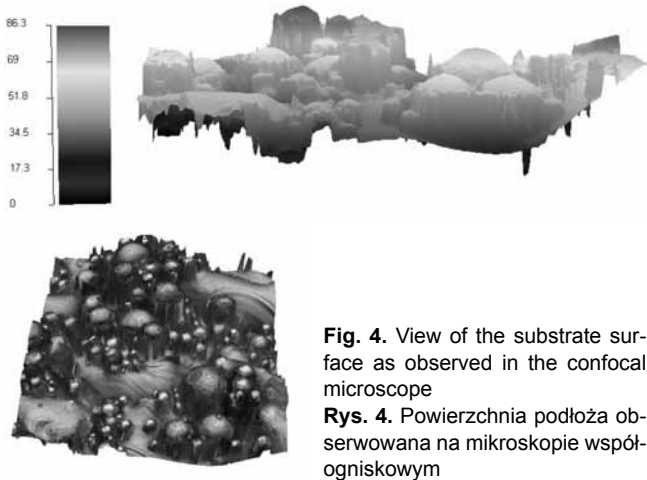 86.3
69
51.8
34.5
17.3
0
Fig. 4. View of the substrate sur-
face as observed in the confocal
microscope
Rys. 4. Powierzchnia podłoża ob-
serwowana na mikroskopie współ-
ogniskowym